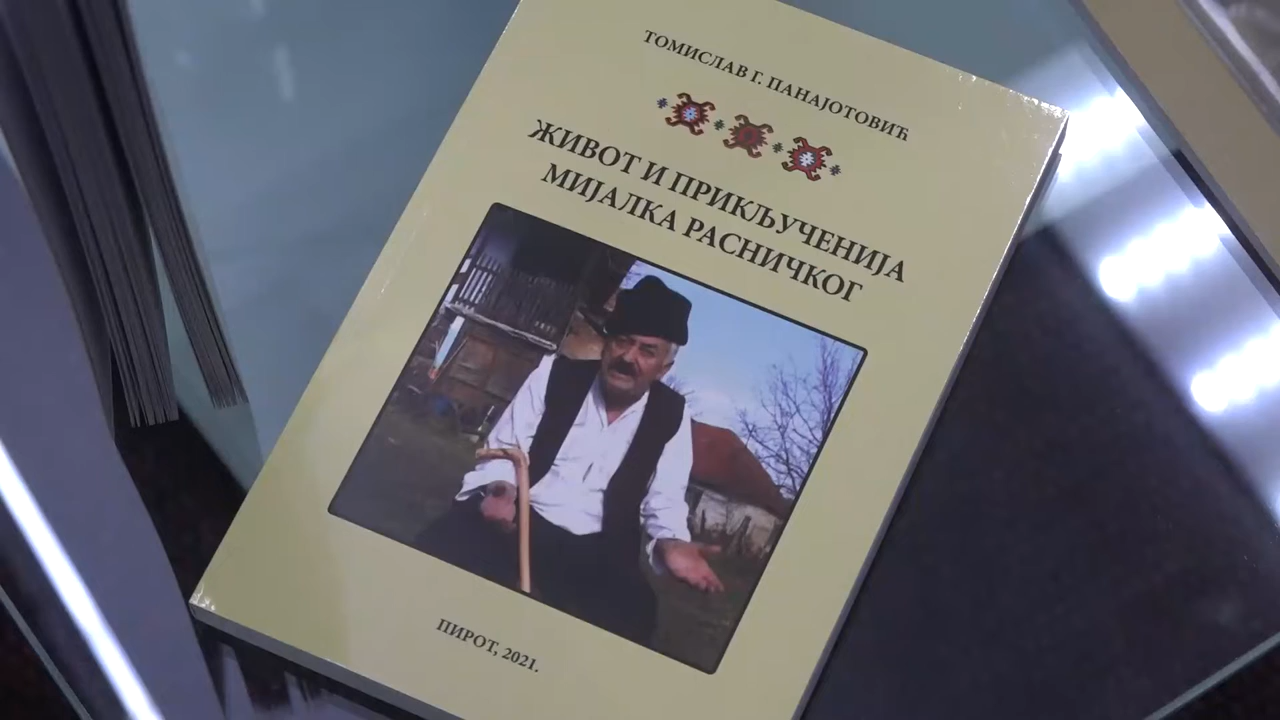 ТОМИСЛАВ Г. ПАНАЈОТОВИЋ
ЖИВОТ И ПРИКЉУЧЕНИЈА
МИЈАЛКА РАСНИЧКОГ
ПИРОТ, 2021.